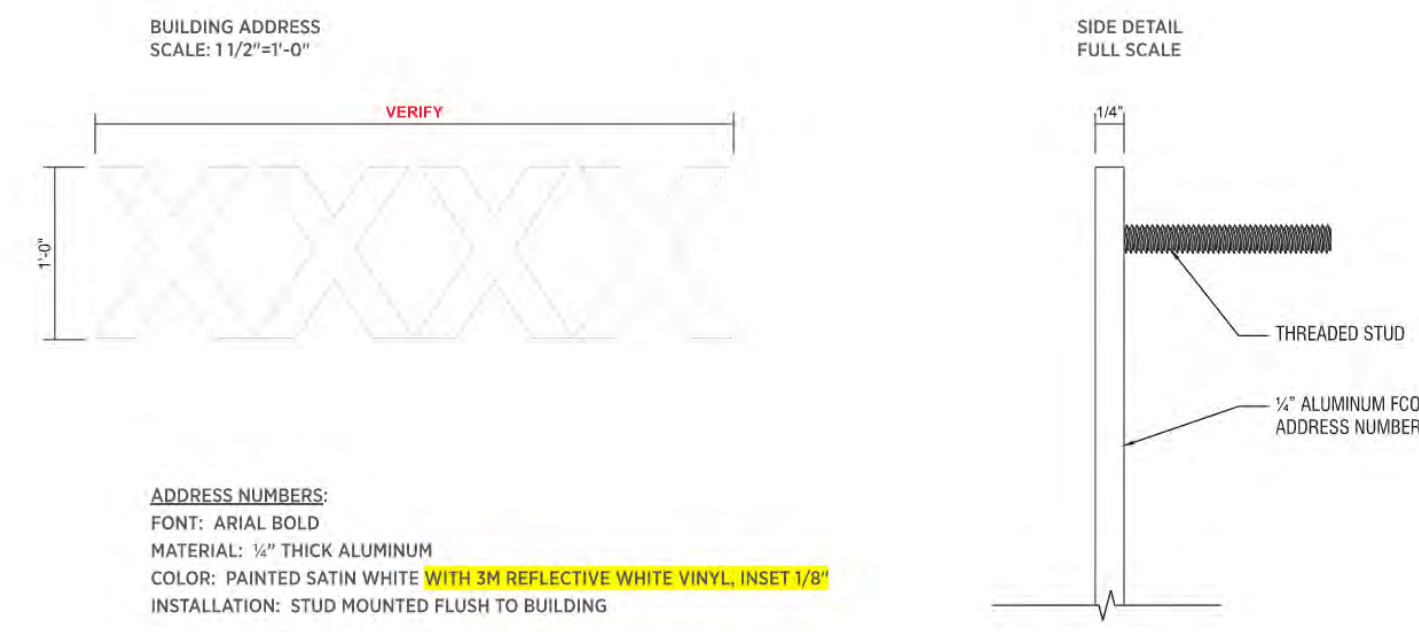 BUILDING ADDRESS
SCALE: 1 1/2"=1'-0"
VERIFY
1'-0"
XXXX
ADDRESS NUMBERS:
FONT: ARIAL BOLD
MATERIAL: ¼" THICK ALUMINUM
COLOR: PAINTED SATIN WHITE WITH 3M REFLECTIVE WHITE VINYL, INSET 1/8"
INSTALLATION: STUD MOUNTED FLUSH TO BUILDING
SIDE DETAIL
FULL SCALE
1/4"
THREADED STUD
¼" ALUMINUM FCO
ADDRESS NUMBER